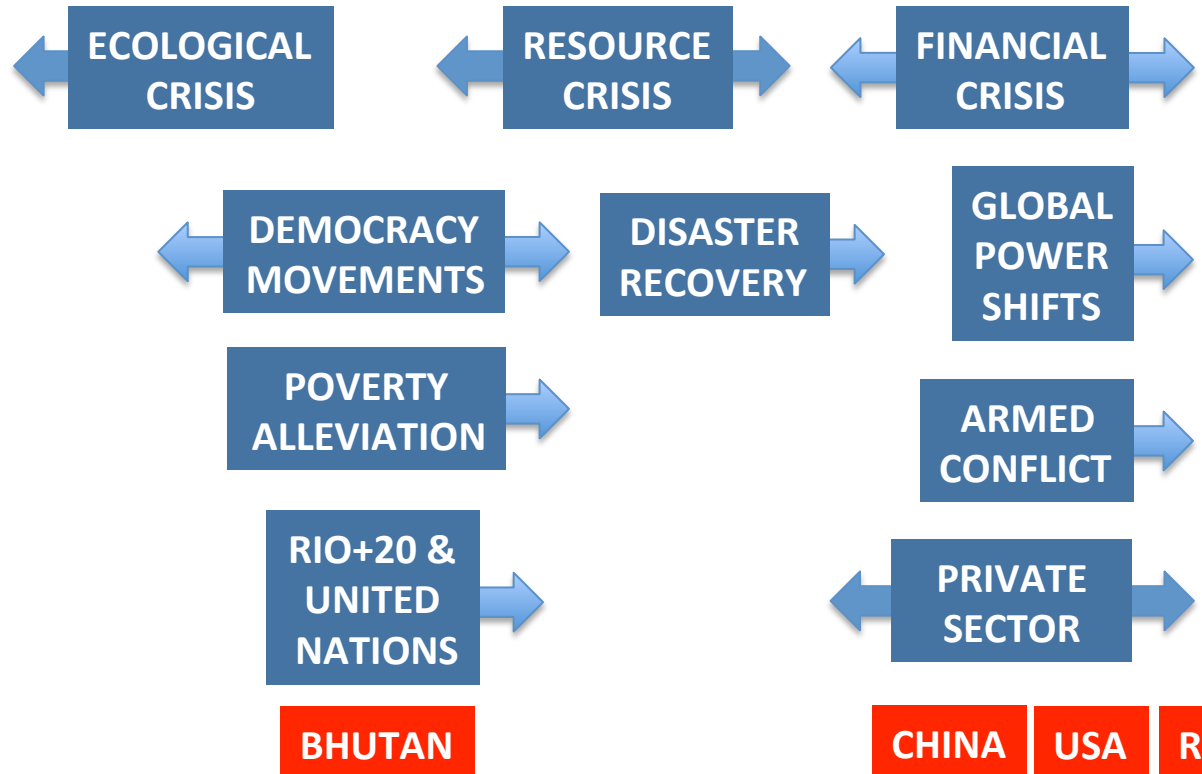 ECOLOGICAL
CRISIS
RESOURCE
CRISIS
FINANCIAL
CRISIS
DEMOCRACY
MOVEMENTS
DISASTER
RECOVERY
GLOBAL
POWER
SHIFTS
POVERTY
ALLEVIATION
ARMED
CONFLICT
RIO+20 &
UNITED
NATIONS
PRIVATE
SECTOR
BHUTAN
CHINA
USA